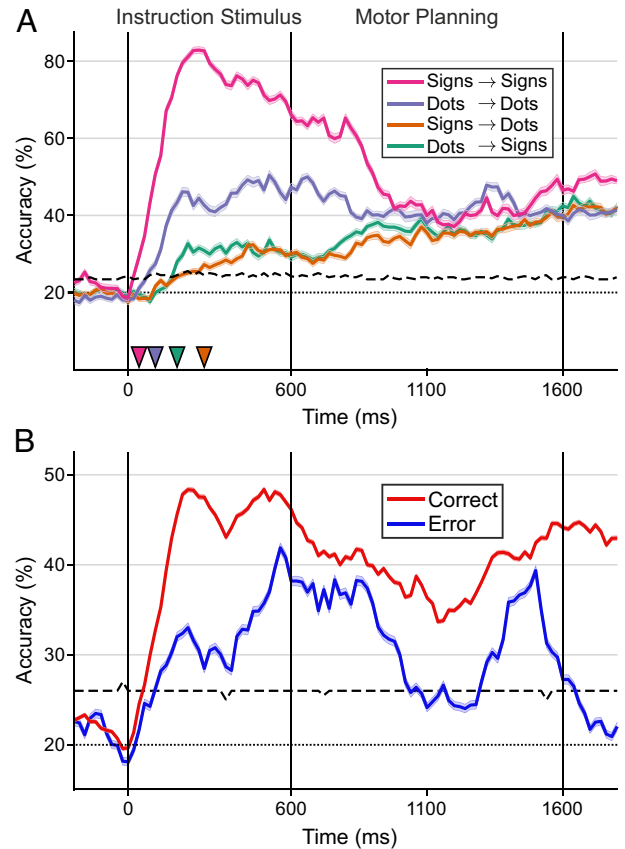 A
Instruction Stimulus Motor Planning
80
60
40
20
Accuracy (%)
Signs → Signs
Dots → Dots
Signs → Dots
Dots → Signs
0 600 1100 1600
Time (ms)
B
50
40
30
20
Accuracy (%)
Correct
Error
0 600 1100 1600
Time (ms)